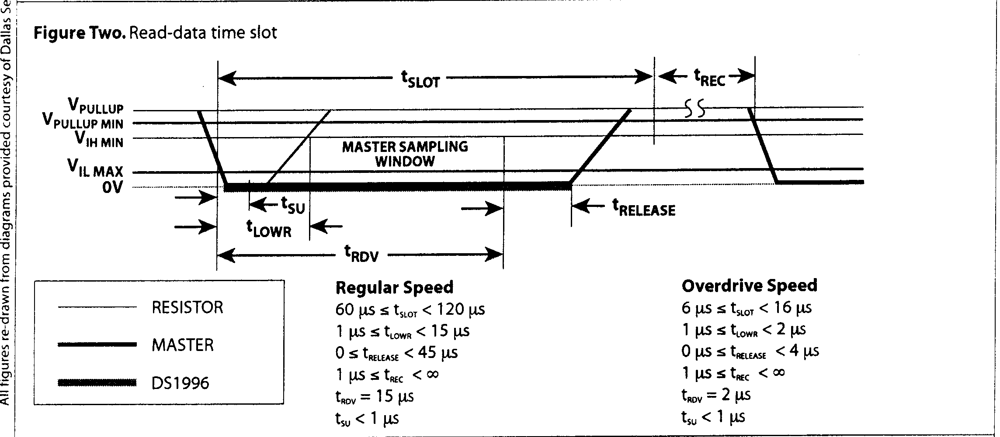 All figures re-drawn from diagrams provided courtesy of Dallas Se
Figure Two. Read-data time slot
tSLOT
tREC
VPULLUP
VPULLUP MIN
VIH MIN
MASTER SAMPLING
WINDOW
VIL MAX
0V
tSU
tRELEASE
tLOWR
tRDV
RESISTOR
MASTER
DS1996
Regular Speed
60 µs ≤ tSLOT < 120 µs
1 µs ≤ tLOWR < 15 µs
0 ≤ tRELEASE < 45 µs
1 µs ≤ tREC < ∞
tRDV = 15 µs
tSU < 1 µs
Overdrive Speed
6 µs ≤ tSLOT < 16 µs
1 µs ≤ tLOWR < 2 µs
0 µs ≤ tRELEASE < 4 µs
1 µs ≤ tREC < ∞
tRDV = 2 µs
tSU < 1 µs